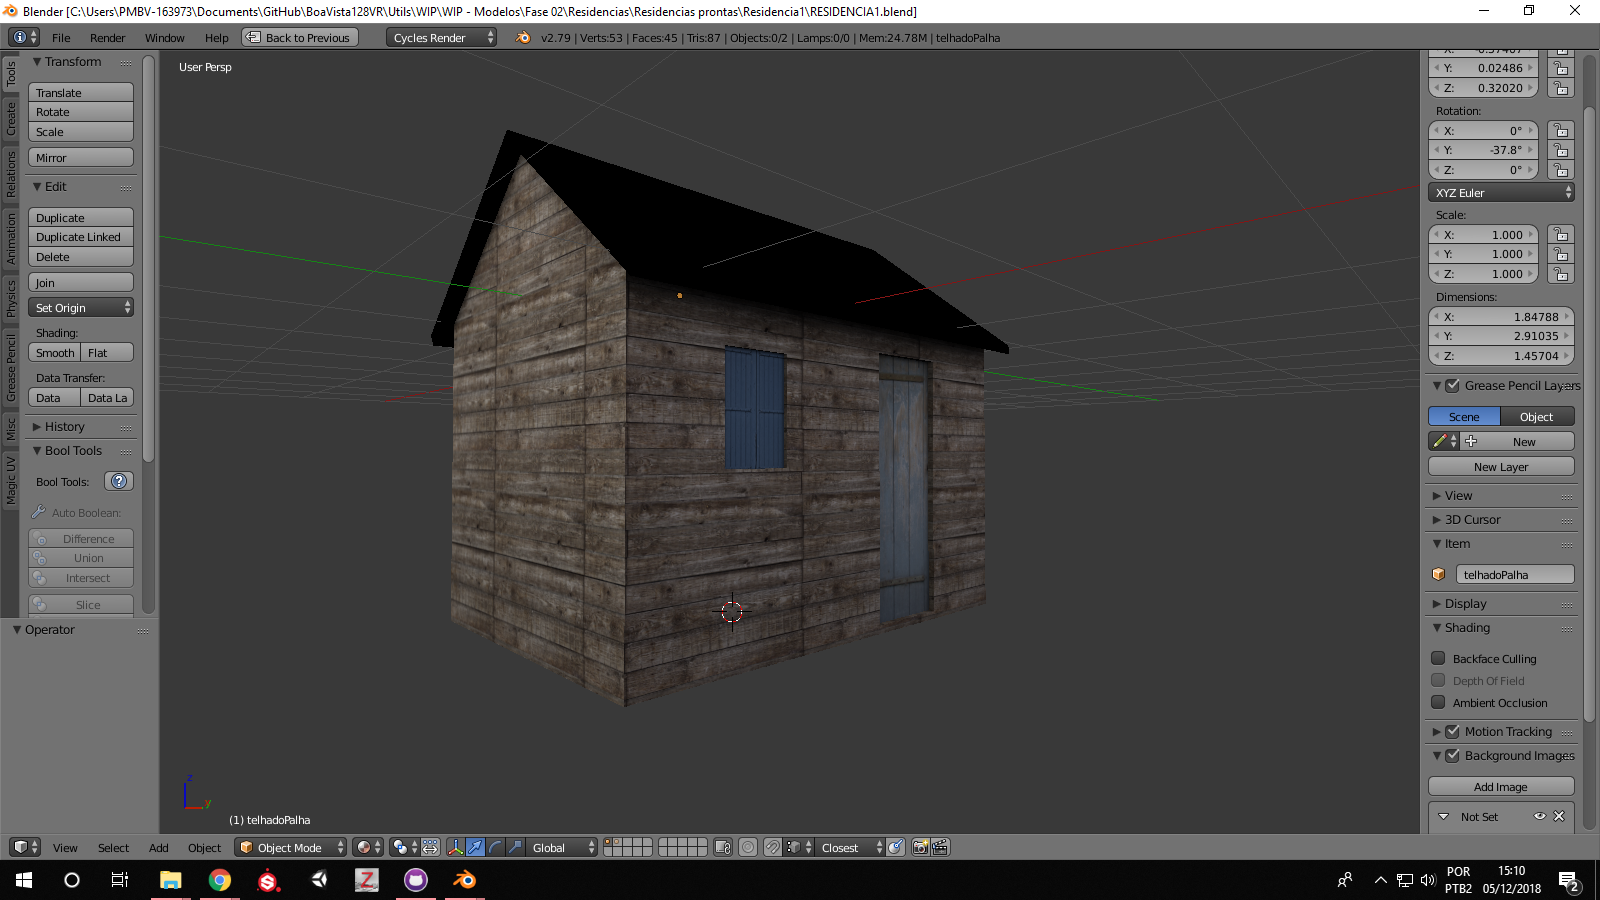 Blender [C:\Users\PMBV-163973\Documents\GitHub\BoaVista128VR\Utils\WIP\WIP - Modelos\Fase 02\Residencias\Residencias prontas\Residencia1\RESIDENCIA1.blend]
File Render Window Help Back to Previous Cycles Render v2.79 | Verts:53 | Faces:45 | Tris:87 | Objects:0/2 | Lamps:0/0 | Mem:24.78M | telhadoPalha
Tools
Create
Relations
Animation
Physics
Grease Pencil
Misc
Magic UV
Transform
Translate
Rotate
Scale
Mirror
Edit
Duplicate
Duplicate Linked
Delete
Join
Set Origin
Shading:
Smooth Flat
Data Transfer:
Data Data La
History
Bool Tools
Bool Tools:
Auto Boolean:
Difference
Union
Intersect
Slice
Operator
User Persp
z
y
(1) telhadoPalha
Y: 0.02486
Z: 0.32020
Rotation:
X: 0°
Y: -37.8°
Z: 0°
XYZ Euler
Scale:
X: 1.000
Y: 1.000
Z: 1.000
Dimensions:
X: 1.84788
Y: 2.91035
Z: 1.45704
Grease Pencil Layers
Scene Object
New
New Layer
View
3D Cursor
Item
telhadoPalha
Display
Shading
Backface Culling
Depth Of Field
Ambient Occlusion
Motion Tracking
Background Images
Add Image
Not Set
View Select Add Object Object Mode Global Closest
POR
PTB2
15:10
05/12/2018
2